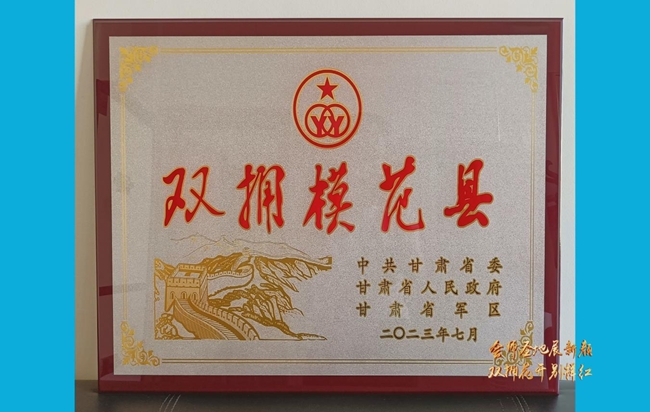 YY
双拥模范县
中共甘肃省委
甘肃省人民政府
甘肃省军区
二〇二三年七月
双拥花开别样红